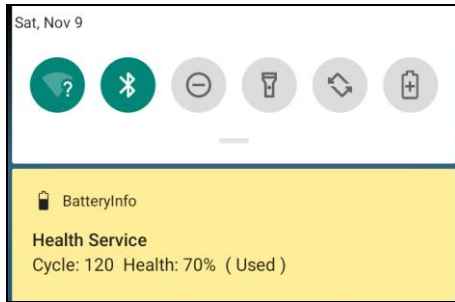 Sat, Nov 9
?
BatteryInfo
Health Service
Cycle: 120 Health: 70% ( Used )